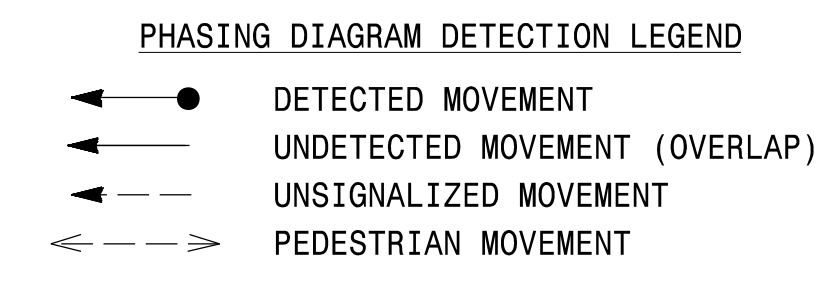 PHASING DIAGRAM DETECTION LEGEND
DETECTED MOVEMENT
UNDETECTED MOVEMENT (OVERLAP)
UNSIGNALIZED MOVEMENT
PEDESTRIAN MOVEMENT